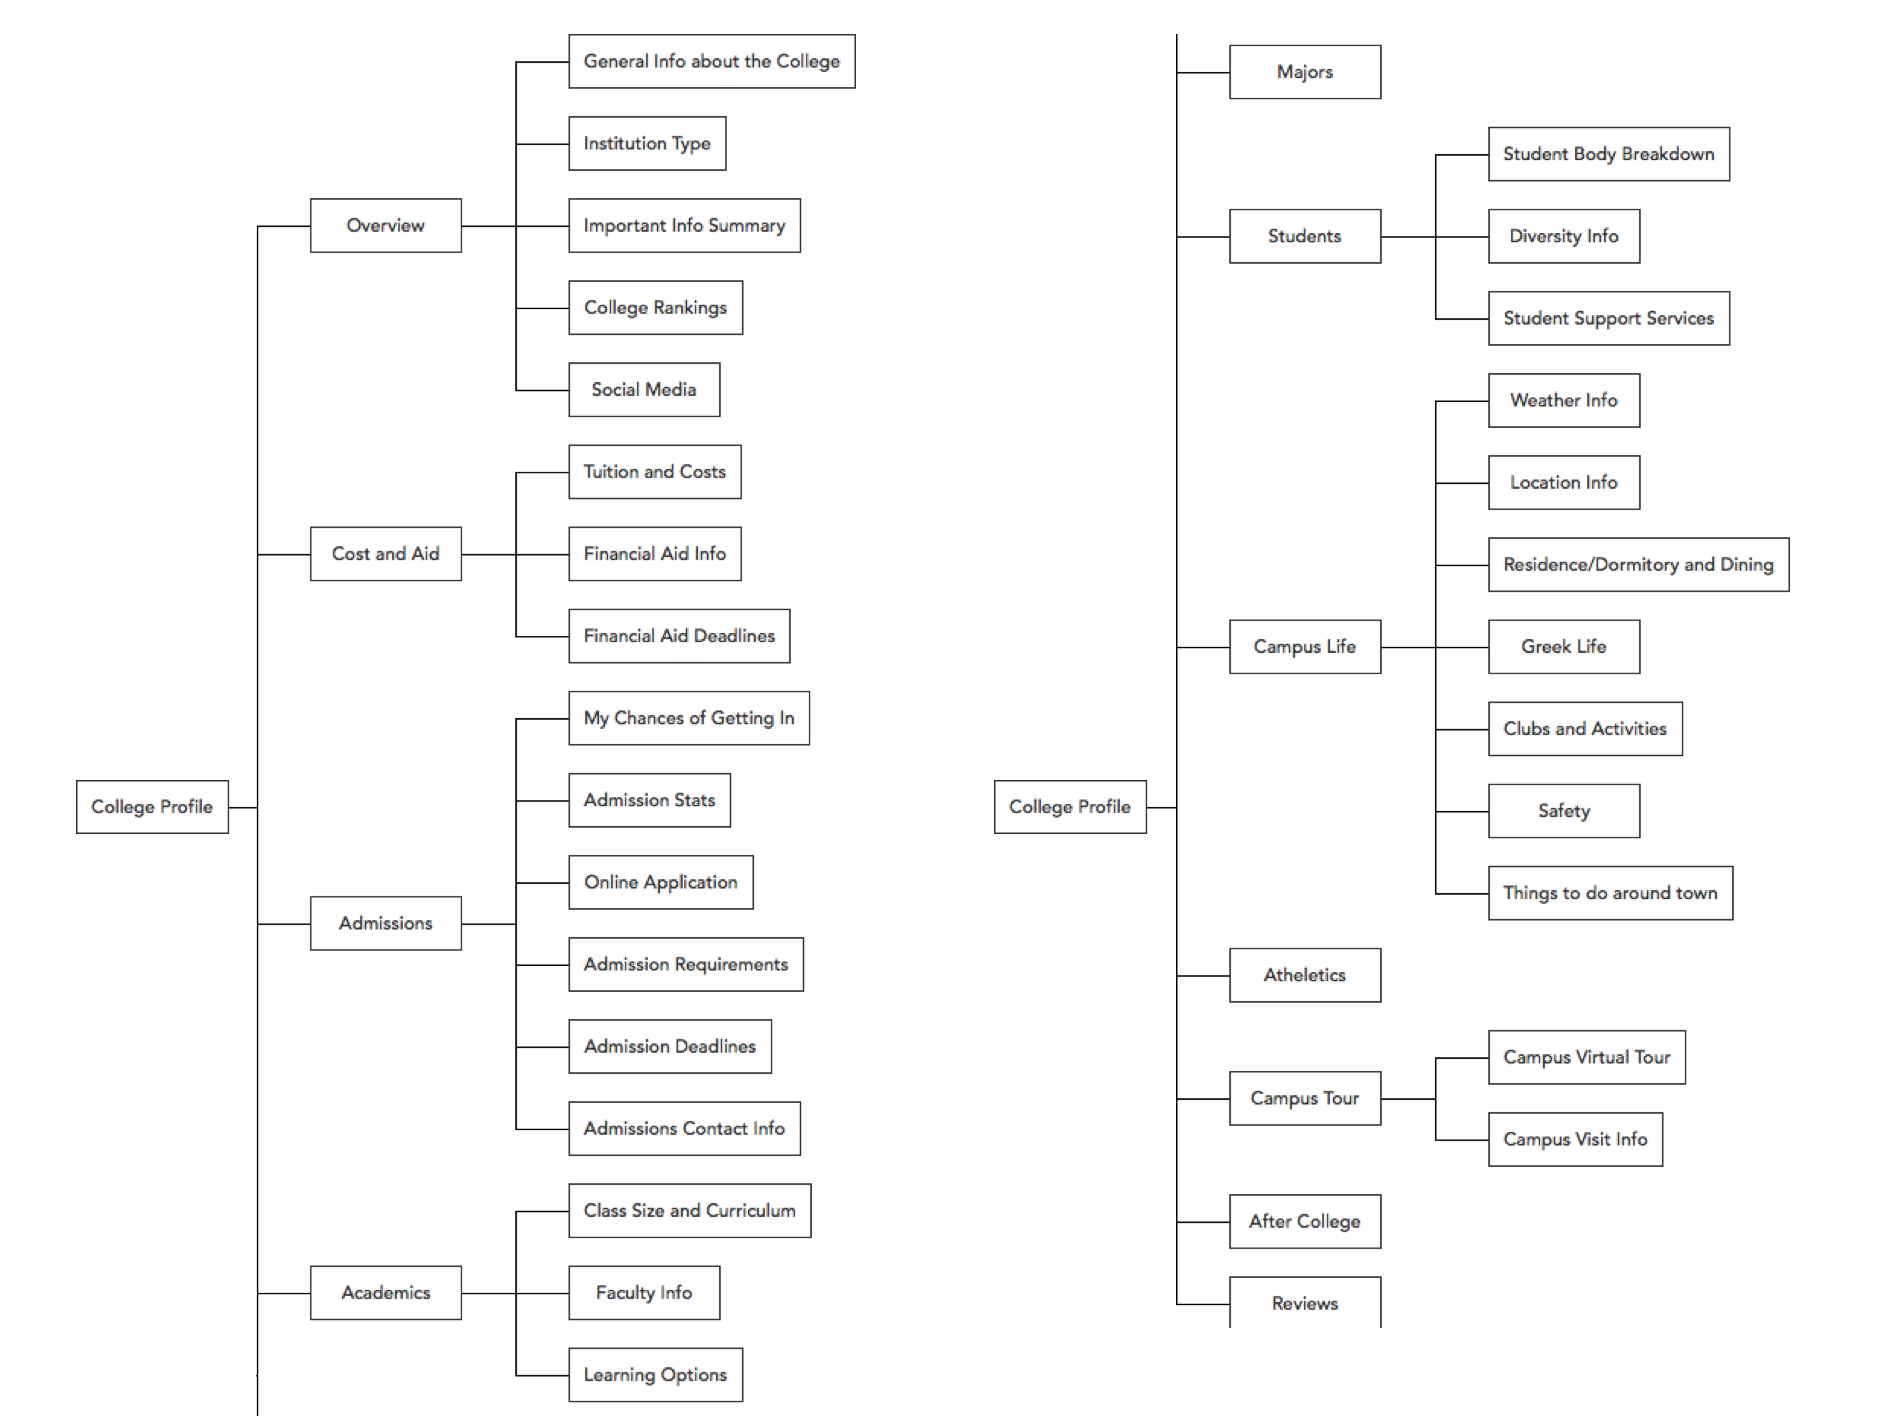 General Info about the College
Institution Type
Overview
Important Info Summary
College Rankings
Social Media
Tuition and Costs
Cost and Aid
Financial Aid Info
Financial Aid Deadlines
My Chances of Getting In
Admission Stats
College Profile
Online Application
Admissions
Admission Requirements
Admission Deadlines
Admissions Contact Info
Class Size and Curriculum
Academics
Faculty Info
Learning Options
Majors
Student Body Breakdown
Students
Diversity Info
Student Support Services
Weather Info
Location Info
Residence/Dormitory and Dining
Campus Life
Greek Life
Clubs and Activities
College Profile
Safety
Things to do around town
Atheletics
Campus Virtual Tour
Campus Tour
Campus Visit Info
After College
Reviews